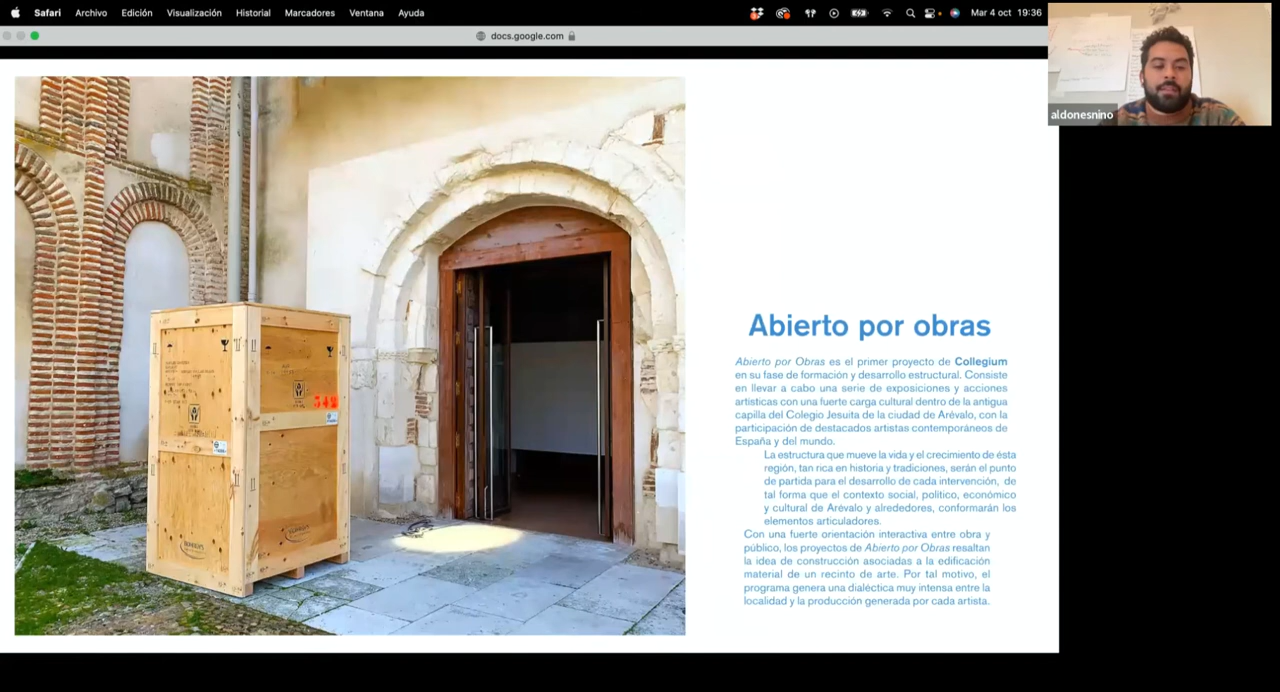 Safari Archivo Edición Visualización Historial Marcadores Ventana Ayuda
Mar 4 oct 19:36
docs.google.com
aldonesnino
342
Abierto por obras
Abierto por Obras es el primer proyecto de Collegium
en su fase de formación y desarrollo estructural. Consiste
en llevar a cabo una serie de exposiciones y acciones
artísticas con una fuerte carga cultural dentro de la antigua
capilla del Colegio Jesuita de la ciudad de Arévalo, con la
participación de destacados artistas contemporáneos de
España y del mundo.
La estructura que mueve la vida y el crecimiento de ésta
región, tan rica en historia y tradiciones, serán el punto
de partida para el desarrollo de cada intervención, de
tal forma que el contexto social, político, económico
y cultural de Arévalo y alrededores, conformarán los
elementos articuladores.
Con una fuerte orientación interactiva entre obra y
público, los proyectos de Abierto por Obras resaltan
la idea de construcción asociadas a la edificación
material de un recinto de arte. Por tal motivo, el
programa genera una dialéctica muy intensa entre la
localidad y la producción generada por cada artista.